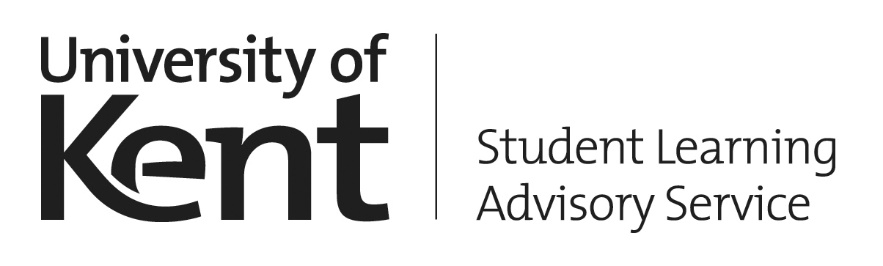 University of
Kent
Student Learning
Advisory Service